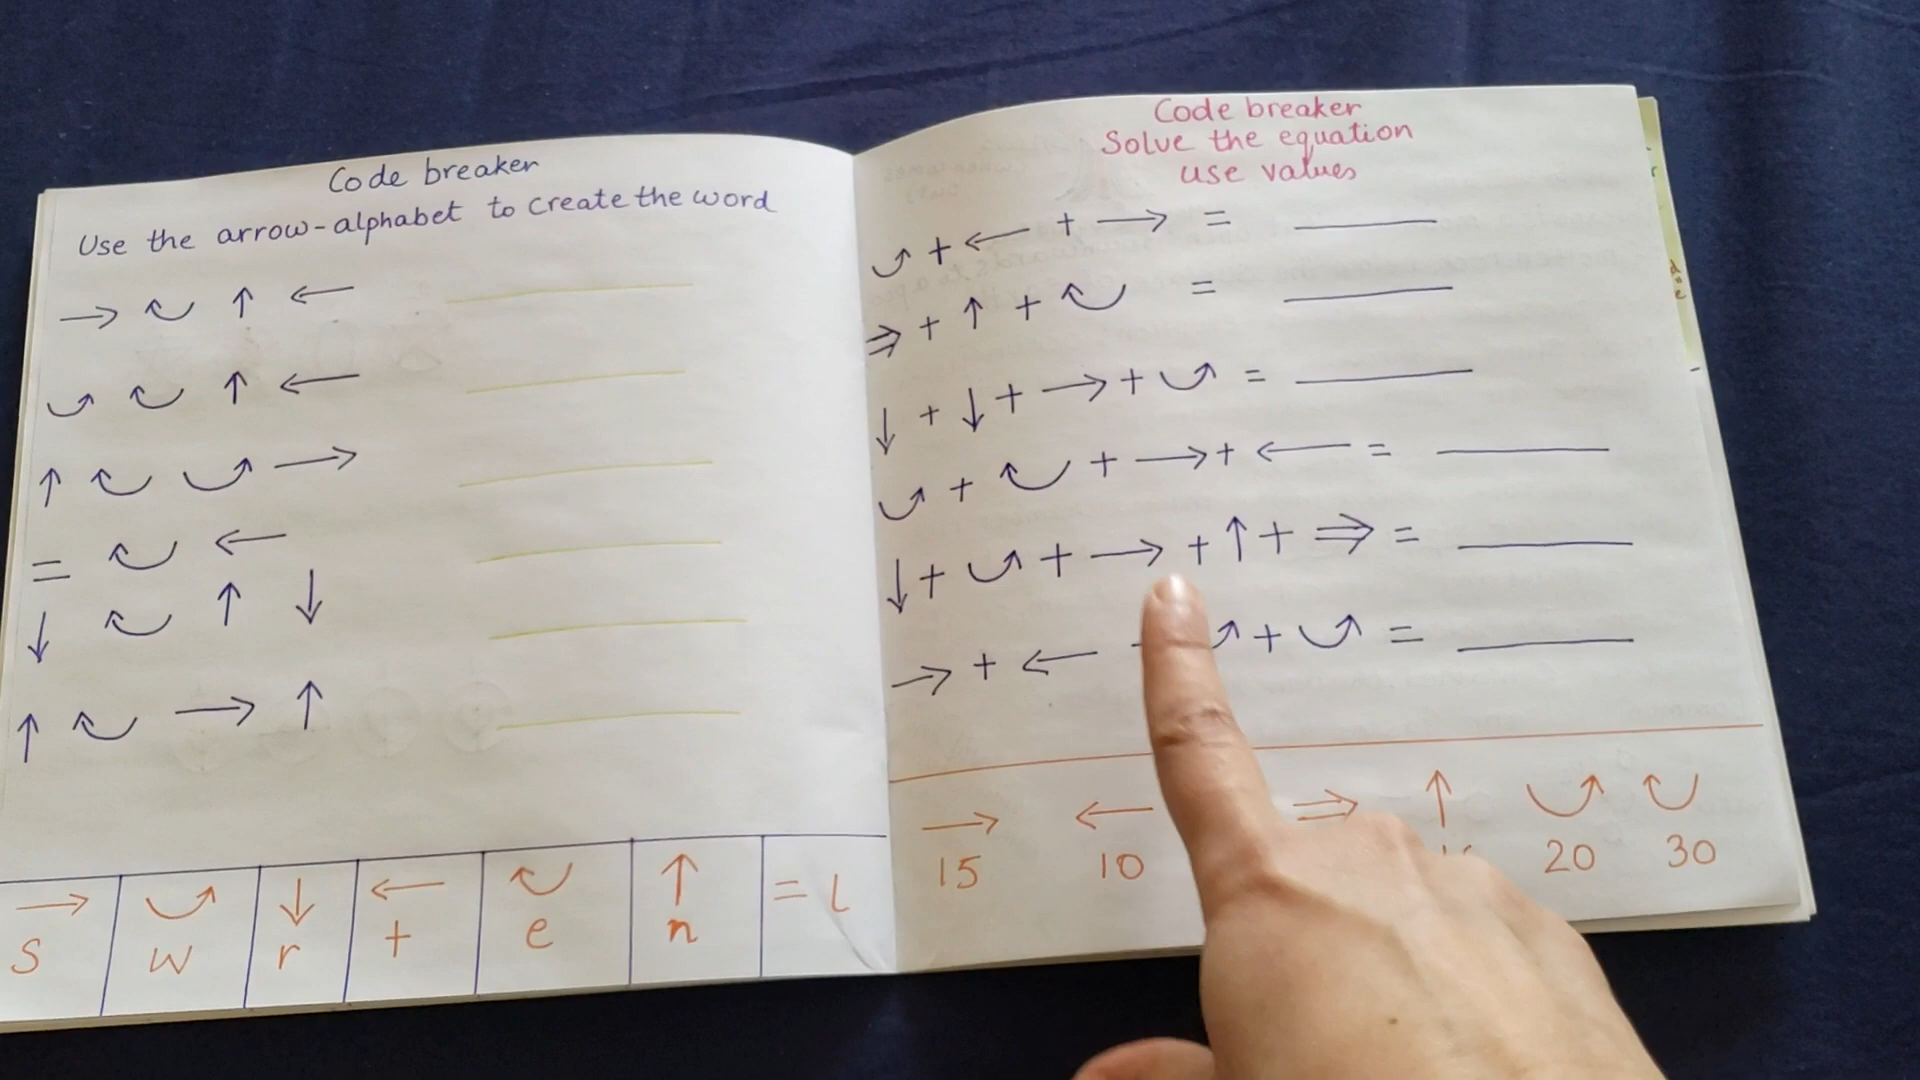 Code breaker
Use the arrow-alphabet to create the word
→ ⤹ ↑ ←
⤻ ⤹ ↑ ←
↑ ⤹ ⤻ →
= ⤹ ←
↓ ⤹ ↑ ↓
↑ ⤹ → ↑
→ ⤻ ↓ ← ⤹ ↑ = l
s w r t e n
Code breaker
Solve the equation
use values
⤻ + ← + → =
⇒ + ↑ + ⤹ =
↓ + ↓ + → + ⤻ =
⤻ + ⤹ + → + ← =
↓ + ⤻ + → + ↑ + ⇒ =
→ + ← + ⤻ =
→ ← ⇒ ↑ ⤻ ⤹
15 10 20 30